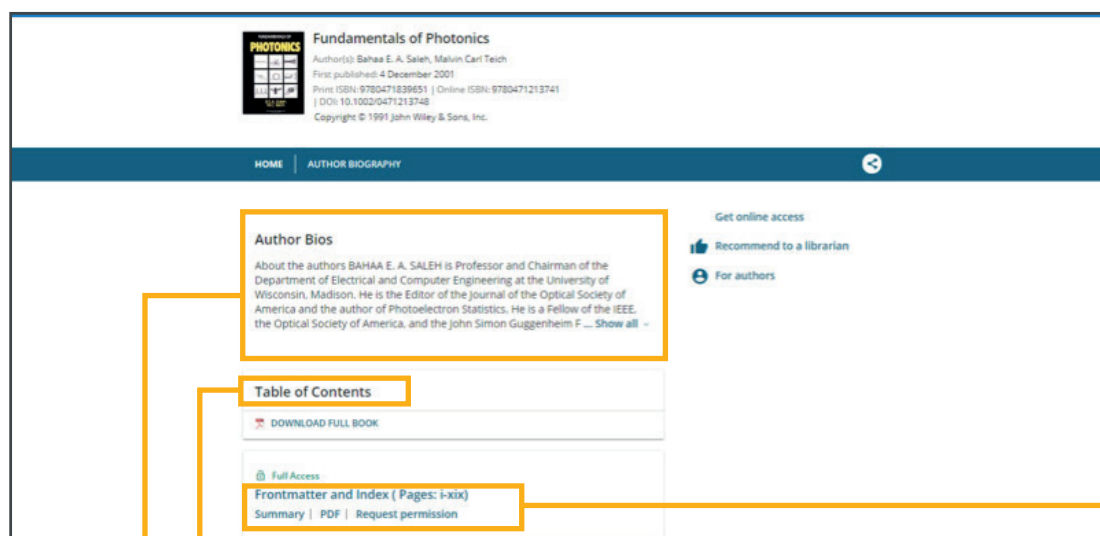 FUNDAMENTALS OF
PHOTONICS
Fundamentals of Photonics
Author(s): Bahaa E. A. Saleh, Malvin Carl Teich
First published: 4 December 2001
Print ISBN: 9780471839651 | Online ISBN: 9780471213741
| DOI: 10.1002/0471213748
Copyright © 1991 John Wiley & Sons, Inc.
HOME | AUTHOR BIOGRAPHY
Get online access
Recommend to a librarian
For authors
Author Bios
About the authors BAHAA E. A. SALEH is Professor and Chairman of the
Department of Electrical and Computer Engineering at the University of
Wisconsin, Madison. He is the Editor of the Journal of the Optical Society of
America and the author of Photoelectron Statistics. He is a Fellow of the IEEE,
the Optical Society of America, and the John Simon Guggenheim F ... Show all
Table of Contents
DOWNLOAD FULL BOOK
Full Access
Frontmatter and Index ( Pages: i-xix)
Summary | PDF | Request permission